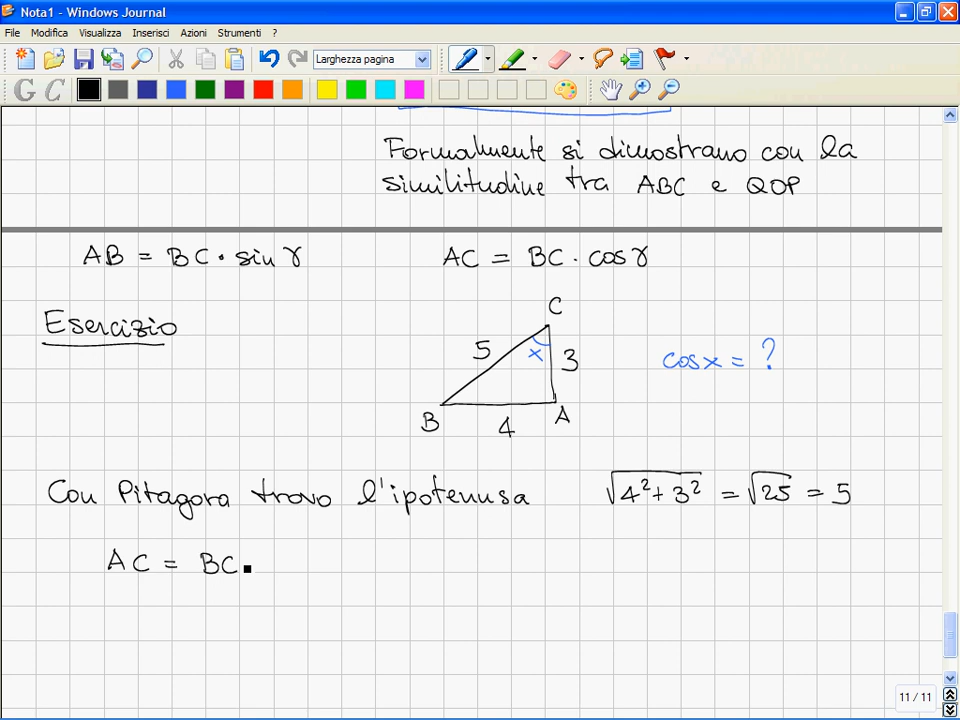 Nota1 - Windows Journal
File Modifica Visualizza Inserisci Azioni Strumenti ?
Larghezza pagina
G C
Formalmente si dimostrano con la
similitudine tra ABC e QOP
AB = BC · sin γ AC = BC · cos γ
Esercizio
C
5 x 3 cosx = ?
B 4 A
Con Pitagora trovo l'ipotenusa √4²+3² = √25 = 5
AC = BC ·
11 / 11